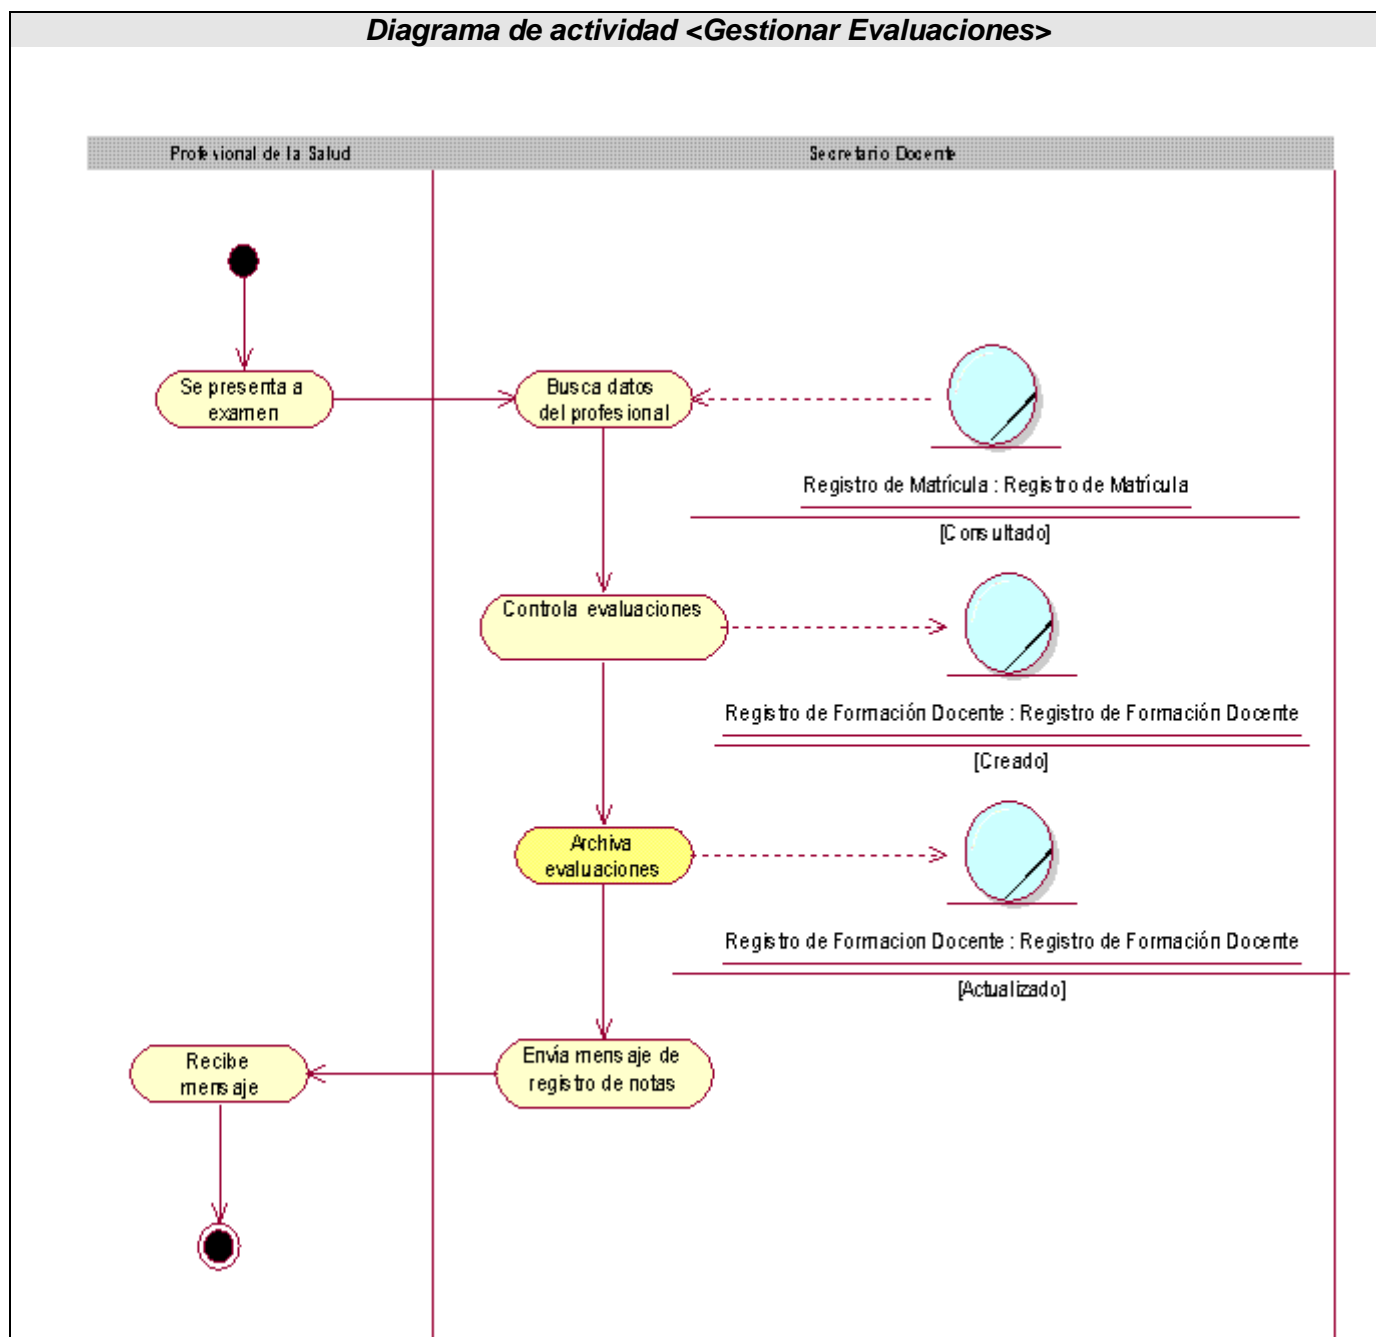 Diagrama de actividad <Gestionar Evaluaciones>
Profesional de la Salud
Secretario Docente
Se presenta a
examen
Busca datos
del profesional
Registro de Matrícula : Registro de Matrícula
[Consultado]
Controla evaluaciones
Registro de Formación Docente : Registro de Formación Docente
[Creado]
Archiva
evaluaciones
Registro de Formacion Docente : Registro de Formación Docente
[Actualizado]
Recibe
mensaje
Envía mensaje de
registro de notas